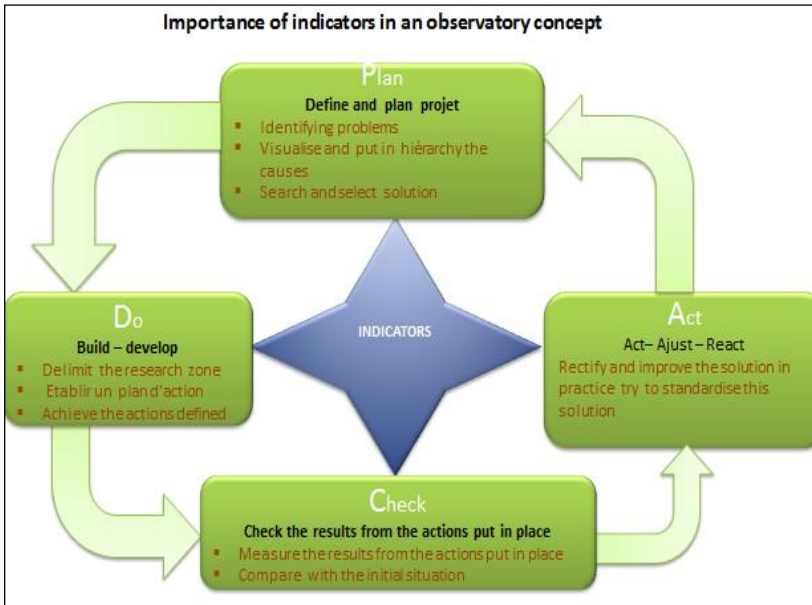 Importance of indicators in an observatory concept
Plan
Define and plan projet
▪ Identifying problems
▪ Visualise and put in hiérarchy the
causes
▪ Search and select solution
Do
Build – develop
▪ Delimit the research zone
▪ Etablir un plan d'action
▪ Achieve the actions defined
INDICATORS
Act
Act– Ajust – React
Rectify and improve the solution in
practice try to standardise this
solution
Check
Check the results from the actions put in place
▪ Measure the results from the actions put in place
▪ Compare with the initial situation